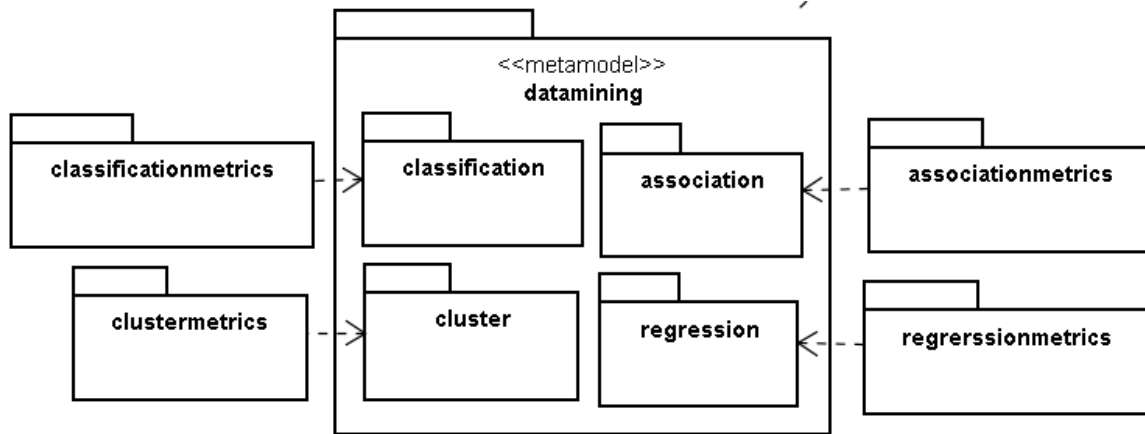 <<metamodel>>
datamining
classificationmetrics
classification
association
associationmetrics
clustermetrics
cluster
regression
regrerssionmetrics